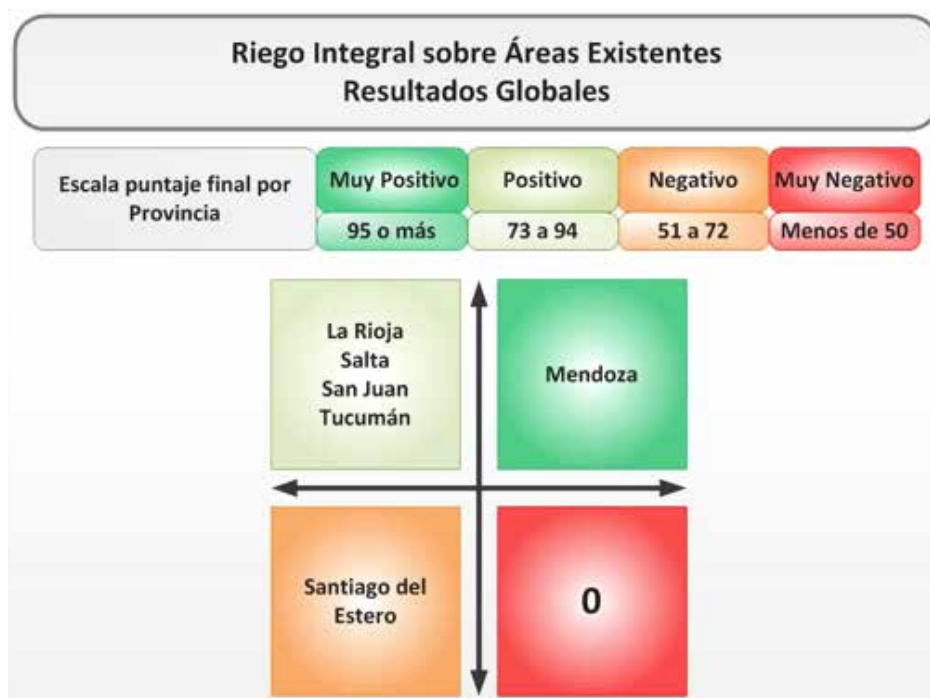 Riego Integral sobre Áreas Existentes
Resultados Globales
Escala puntaje final por
Provincia
Muy Positivo
Positivo
Negativo
Muy Negativo
95 o más
73 a 94
51 a 72
Menos de 50
La Rioja
Salta
San Juan
Tucumán
Mendoza
Santiago del
Estero
0